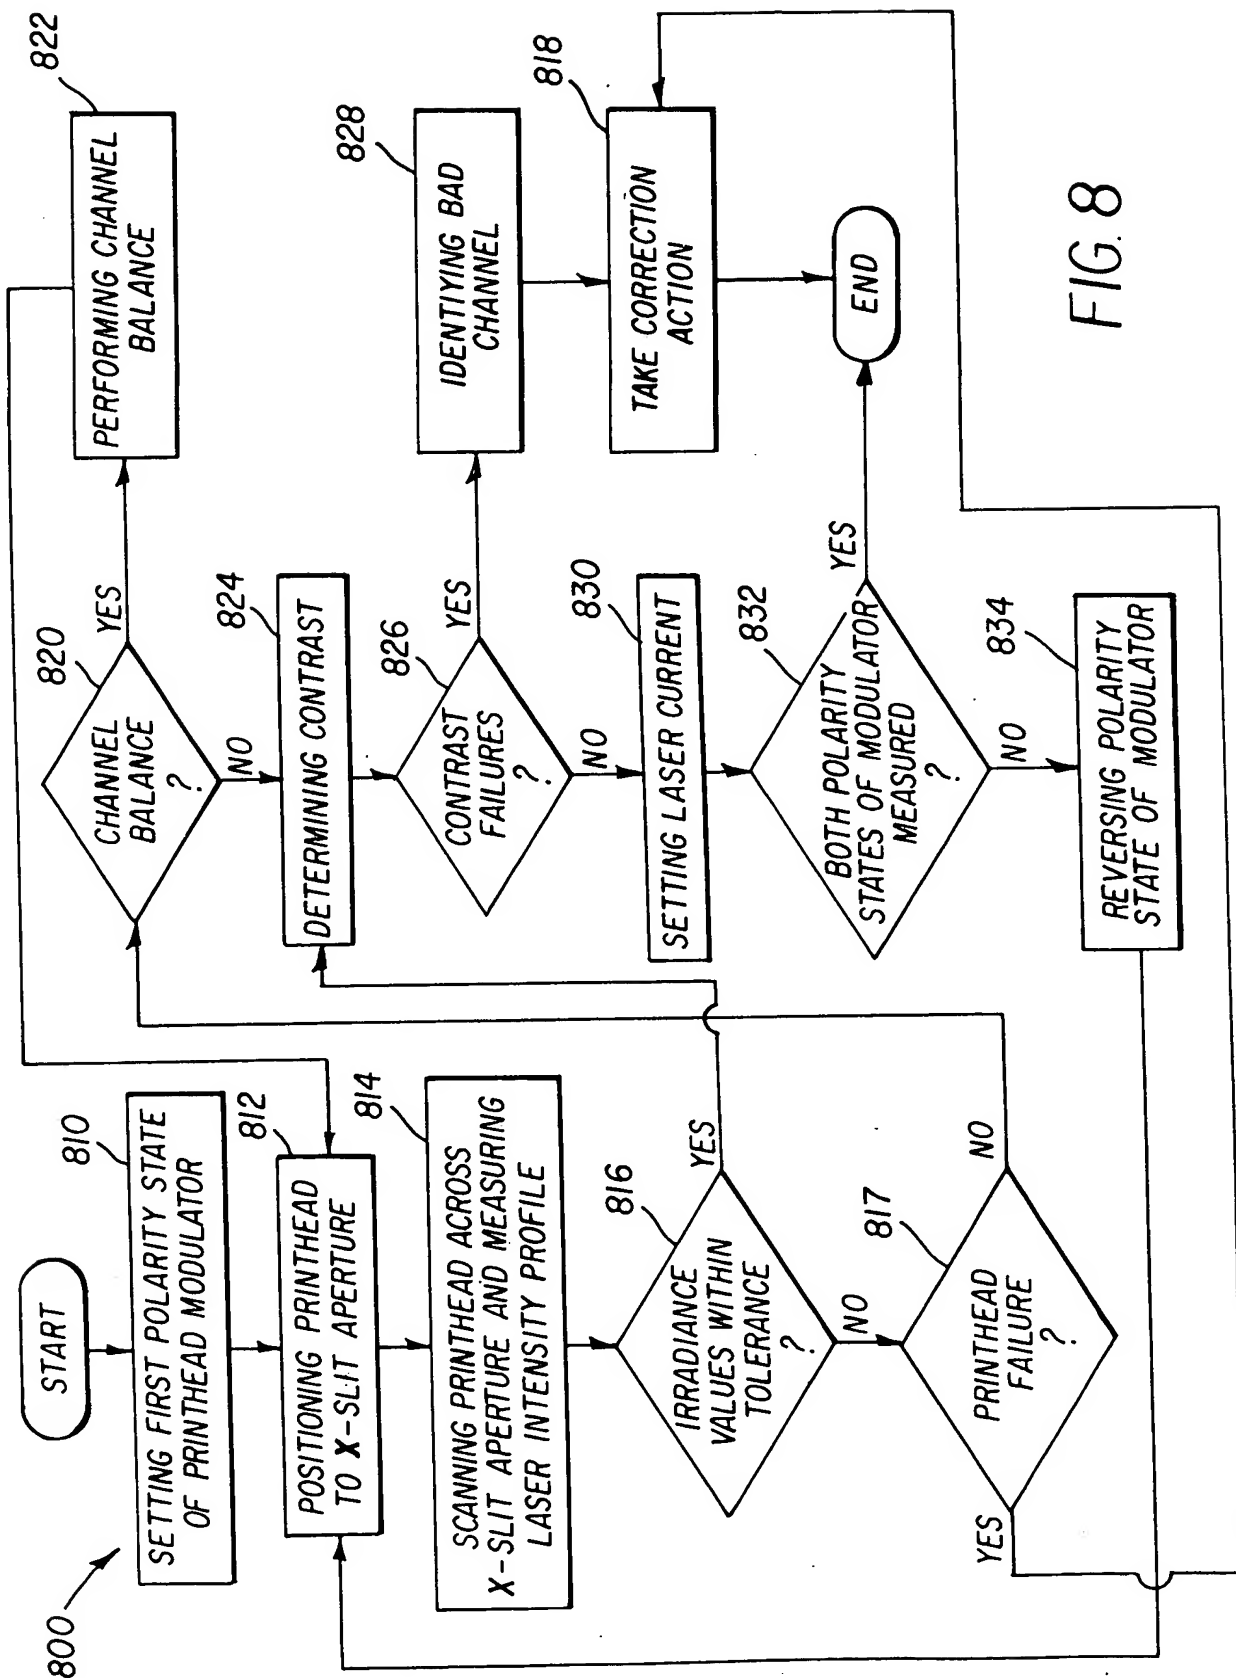 800
START
810
SETTING FIRST POLARITY STATE
OF PRINTHEAD MODULATOR
812
POSITIONING PRINTHEAD
TO X-SLIT APERTURE
814
SCANNING PRINTHEAD ACROSS
X-SLIT APERTURE AND MEASURING
LASER INTENSITY PROFILE
816
IRRADIANCE
VALUES WITHIN
TOLERANCE
?
YES
NO
817
PRINTHEAD
FAILURE
?
YES
NO
820
CHANNEL
BALANCE
?
YES
NO
822
PERFORMING CHANNEL
BALANCE
824
DETERMINING CONTRAST
826
CONTRAST
FAILURES
?
YES
NO
828
IDENTIYING BAD
CHANNEL
818
TAKE CORRECTION
ACTION
830
SETTING LASER CURRENT
832
BOTH POLARITY
STATES OF MODULATOR
MEASURED
?
YES
NO
END
834
REVERSING POLARITY
STATE OF MODULATOR
FIG. 8